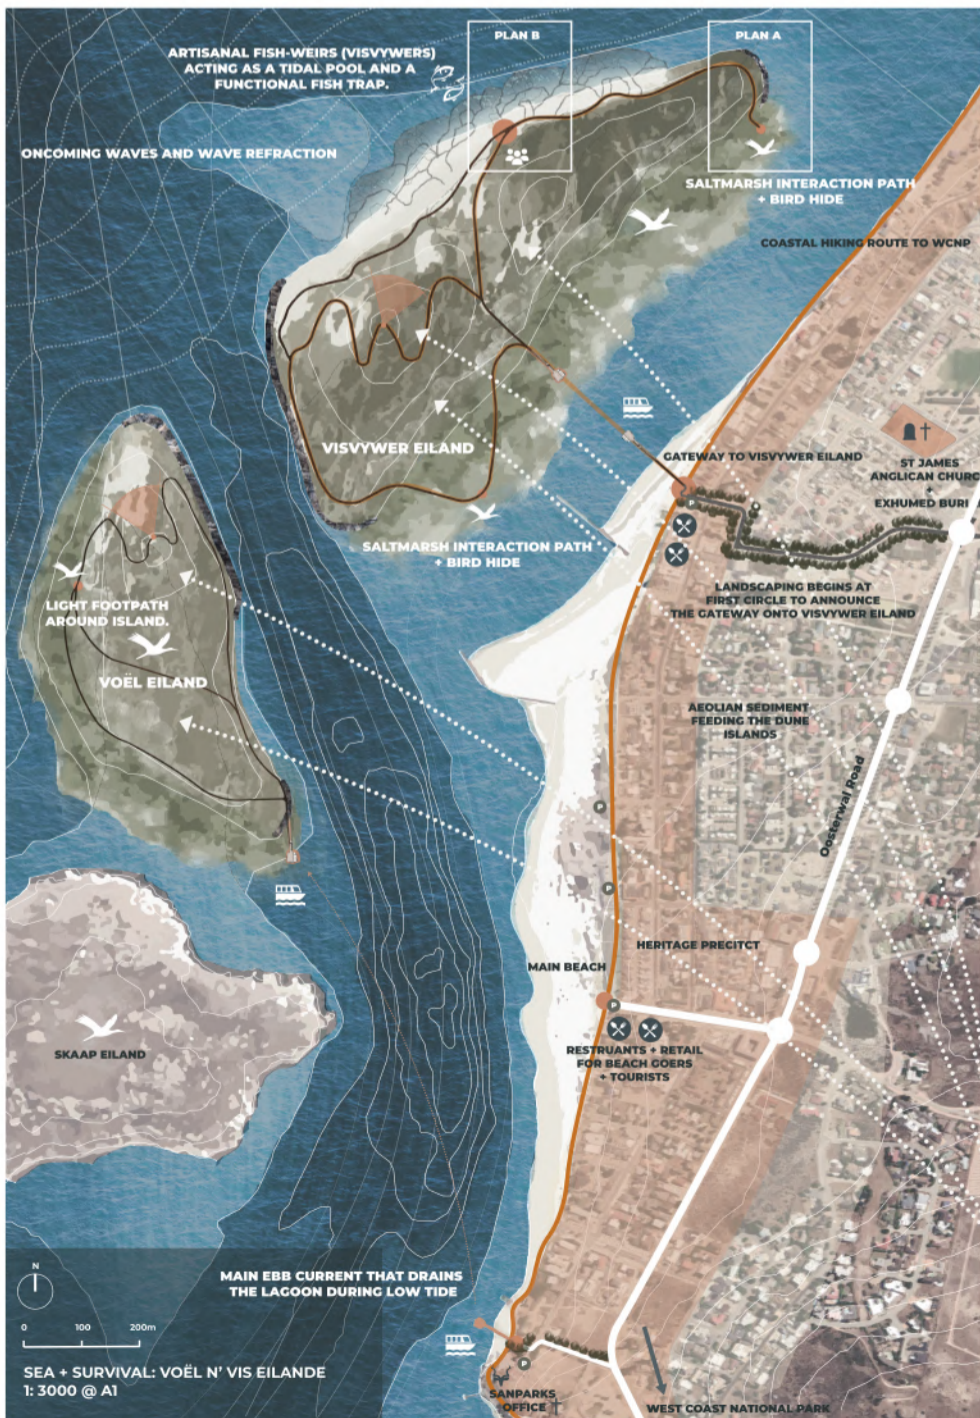 PLAN B
PLAN A
ARTISANAL FISH-WEIRS (VISVYWERS)
ACTING AS A TIDAL POOL AND A
FUNCTIONAL FISH TRAP.
ONCOMING WAVES AND WAVE REFRACTION
SALTMARSH INTERACTION PATH
+ BIRD HIDE
COASTAL HIKING ROUTE TO WCNP
VISVYWER EILAND
GATEWAY TO VISVYWER EILAND
ST JAMES
ANGLICAN CHURC
+
EXHUMED BURI
P
SALTMARSH INTERACTION PATH
+ BIRD HIDE
LANDSCAPING BEGINS AT
FIRST CIRCLE TO ANNOUNCE
THE GATEWAY ONTO VISVYWER EILAND
LIGHT FOOTPATH
AROUND ISLAND.
VOËL EILAND
AEOLIAN SEDIMENT
FEEDING THE DUNE
ISLANDS
Oosterwal Road
P
P
HERITAGE PRECITCT
MAIN BEACH
P
RESTRUANTS + RETAIL
FOR BEACH GOERS
+ TOURISTS
SKAAP EILAND
MAIN EBB CURRENT THAT DRAINS
THE LAGOON DURING LOW TIDE
N
0 100 200m
SEA + SURVIVAL: VOËL N' VIS EILANDE
1: 3000 @ A1
P
SANPARKS
OFFICE
WEST COAST NATIONAL PARK